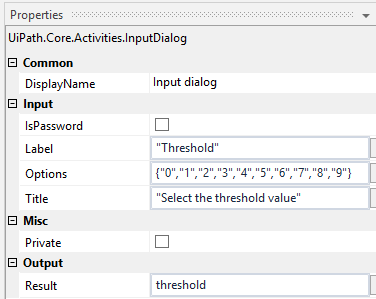 Properties
UiPath.Core.Activities.InputDialog
Common
DisplayName Input dialog
Input
IsPassword
Label "Threshold"
Options {"0","1","2","3","4","5","6","7","8","9"}
Title "Select the threshold value"
Misc
Private
Output
Result threshold